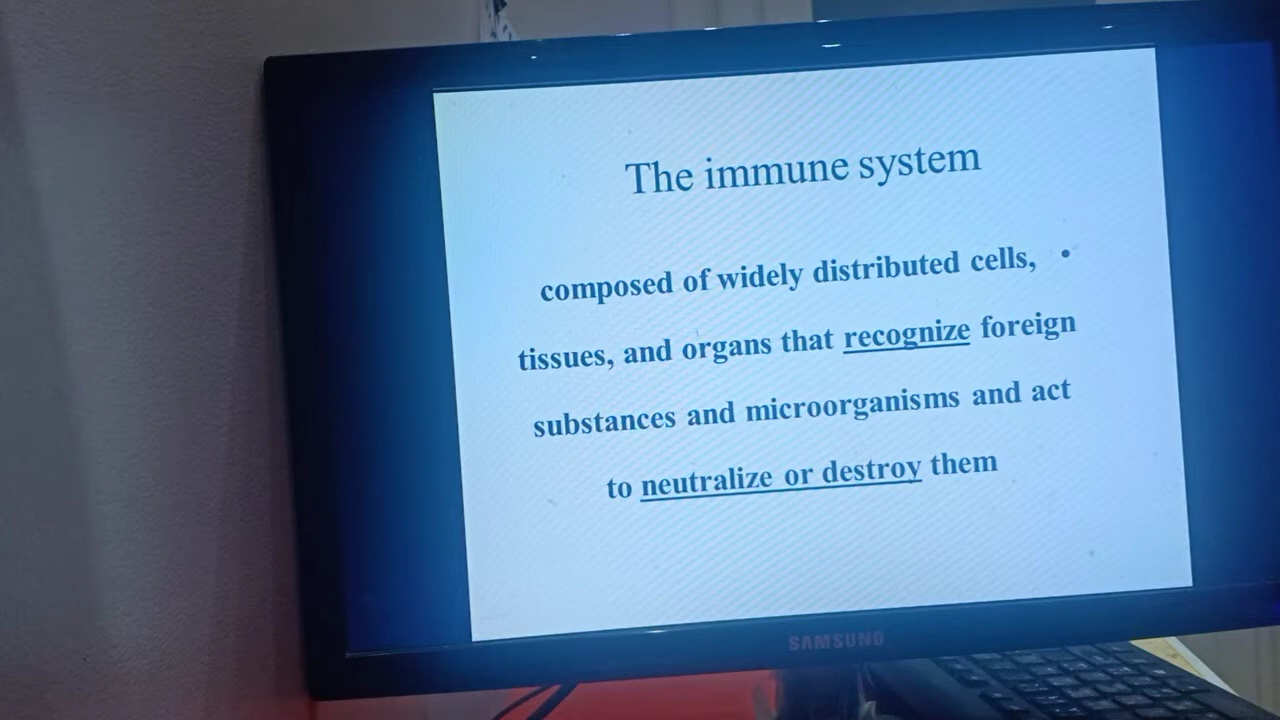 The immune system
composed of widely distributed cells, •
tissues, and organs that recognize foreign
substances and microorganisms and act
to neutralize or destroy them
SAMSUNG